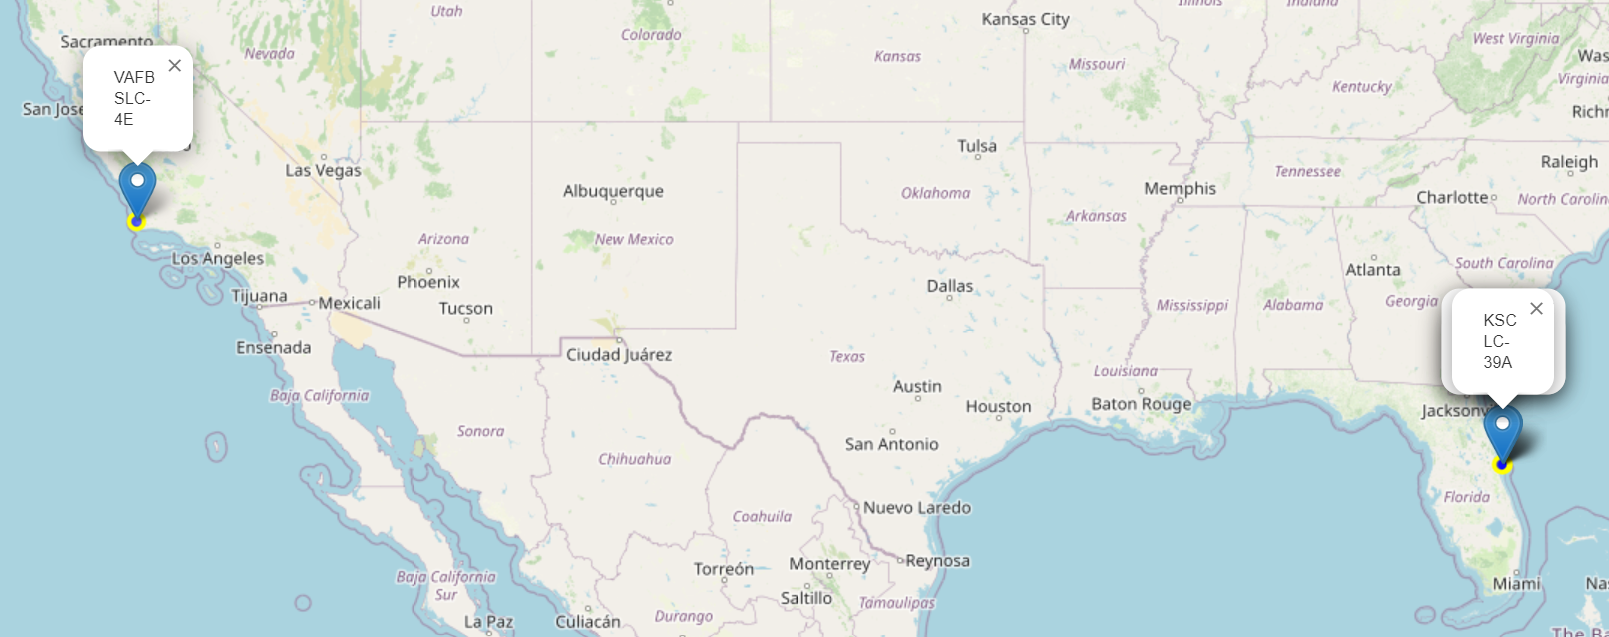 Utah
Colorado
Kansas City
Illinois
Indiana
Sacramento
Nevada
Kansas
Missouri
West Virginia
Kentucky
Virginia
VAFB
SLC-
4E
San Jose
Las Vegas
Tulsa
Raleigh
Albuquerque
Oklahoma
Memphis
Tennessee
Charlotte
North Carolin
Arkansas
Arizona
New Mexico
Los Angeles
Atlanta
South Carolina
Phoenix
Dallas
Tijuana
Mexicali
Tucson
Mississippi
Alabama
Georgia
KSC
LC-
39A
Ensenada
Ciudad Juárez
Texas
Louisiana
Baja California
Austin
Houston
Baton Rouge
Jacksonv
Sonora
San Antonio
Chihuahua
Florida
Nuevo Laredo
Coahuila
Reynosa
Torreón
Monterrey
Baja California
Sur
Miami
Saltillo
Tamaulipas
Durango
La Paz
Culiacán
The Ba